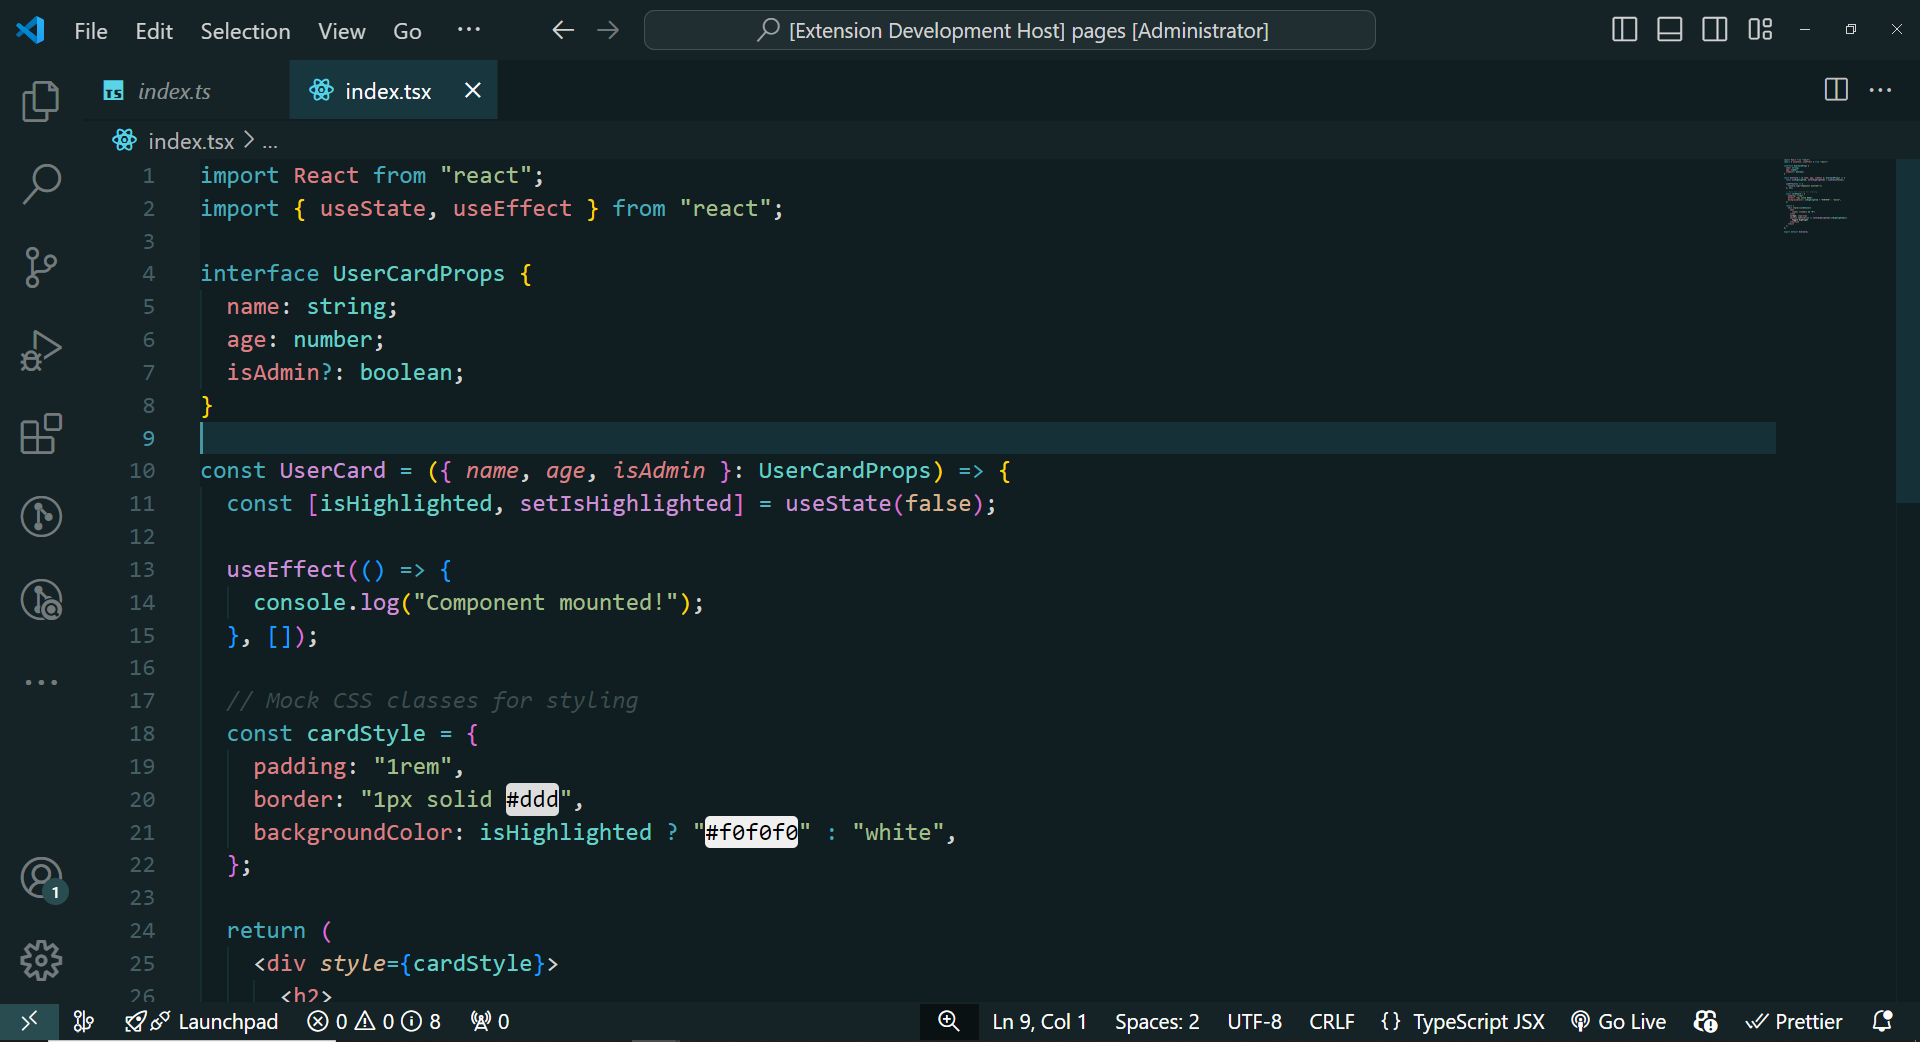 File Edit Selection View Go ··· [Extension Development Host] pages [Administrator]
TS index.ts index.tsx
index.tsx > ...
1 import React from "react";
2 import { useState, useEffect } from "react";
3
4 interface UserCardProps {
5 name: string;
6 age: number;
7 isAdmin?: boolean;
8 }
9
10 const UserCard = ({ name, age, isAdmin }: UserCardProps) => {
11 const [isHighlighted, setIsHighlighted] = useState(false);
12
13 useEffect(() => {
14 console.log("Component mounted!");
15 }, []);
16
17 // Mock CSS classes for styling
18 const cardStyle = {
19 padding: "1rem",
20 border: "1px solid #ddd",
21 backgroundColor: isHighlighted ? "#f0f0f0" : "white",
22 };
23
24 return (
25 <div style={cardStyle}>
26 <h2>
1
Launchpad 0 0 8 0 Ln 9, Col 1 Spaces: 2 UTF-8 CRLF {} TypeScript JSX Go Live Prettier